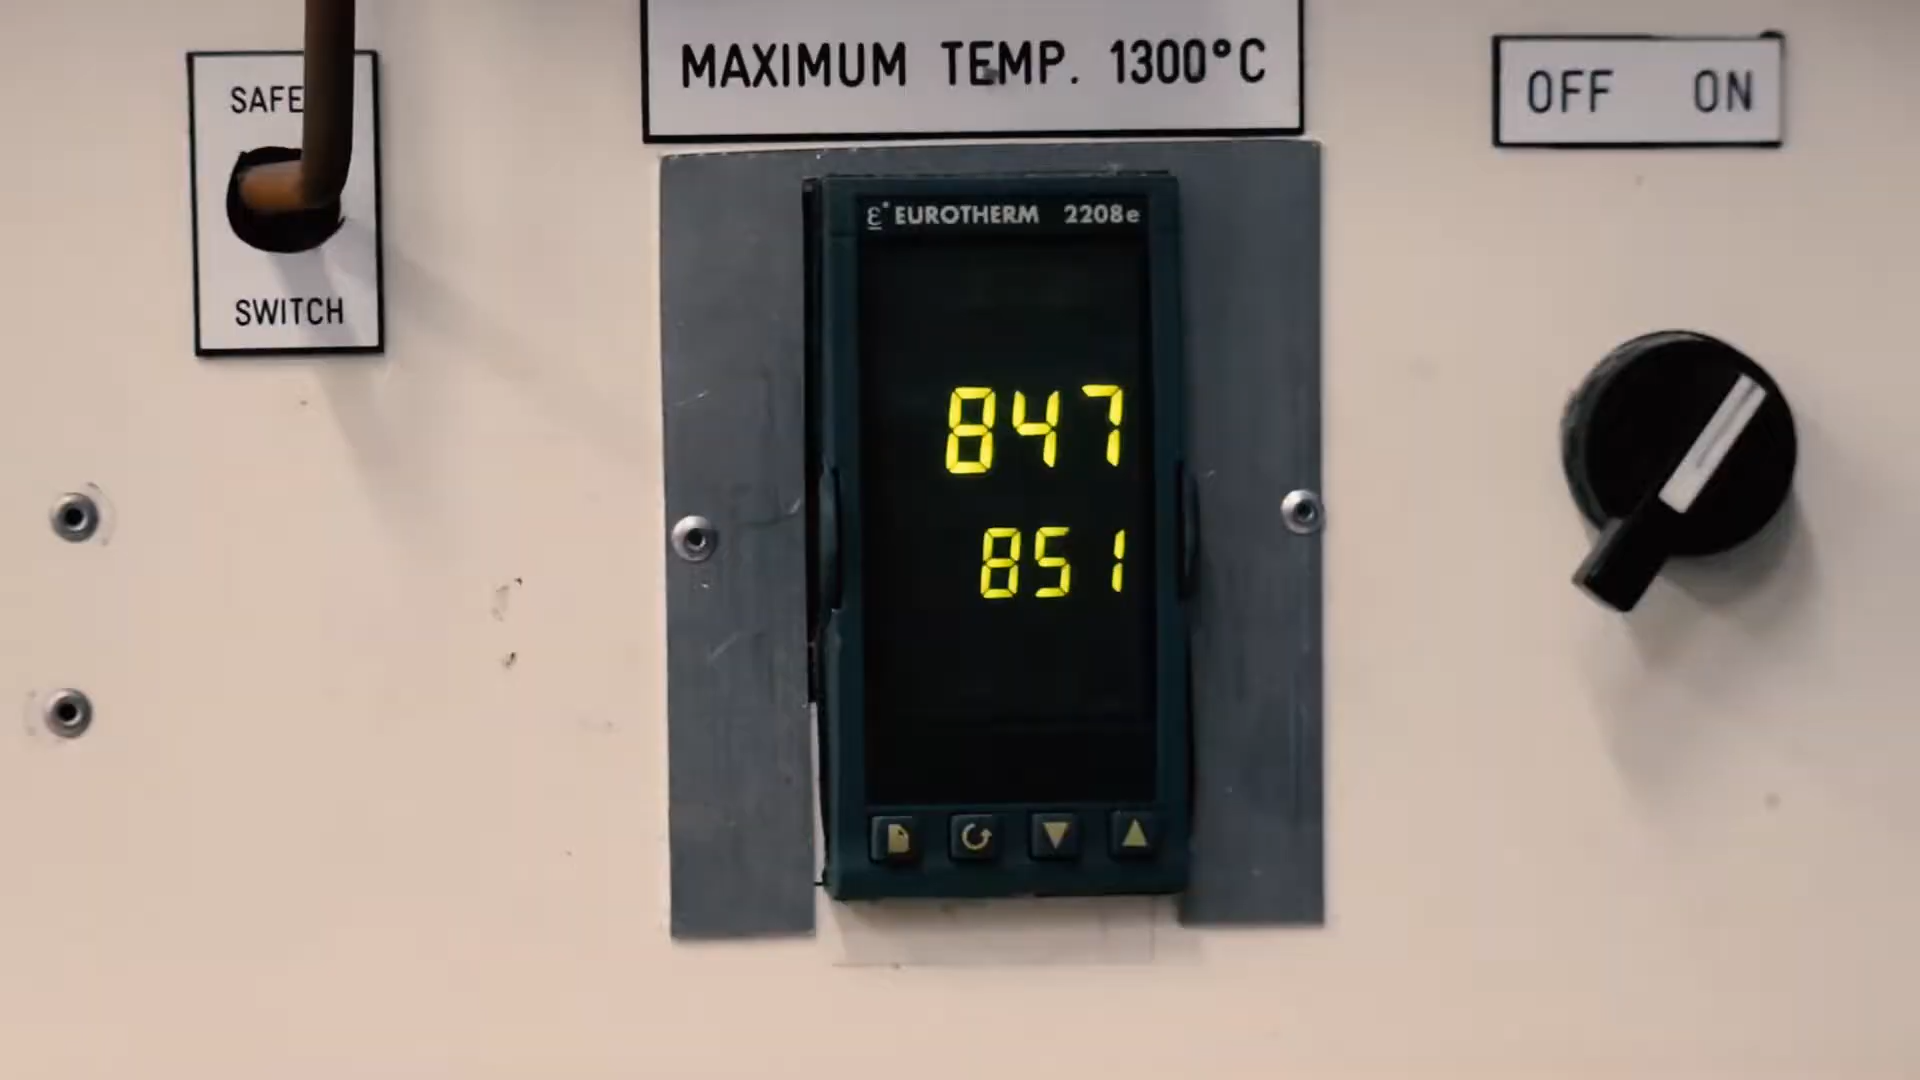 MAXIMUM TEMP. 1300°C
OFF ON
SAFE
SWITCH
EUROTHERM 2208e
847
851